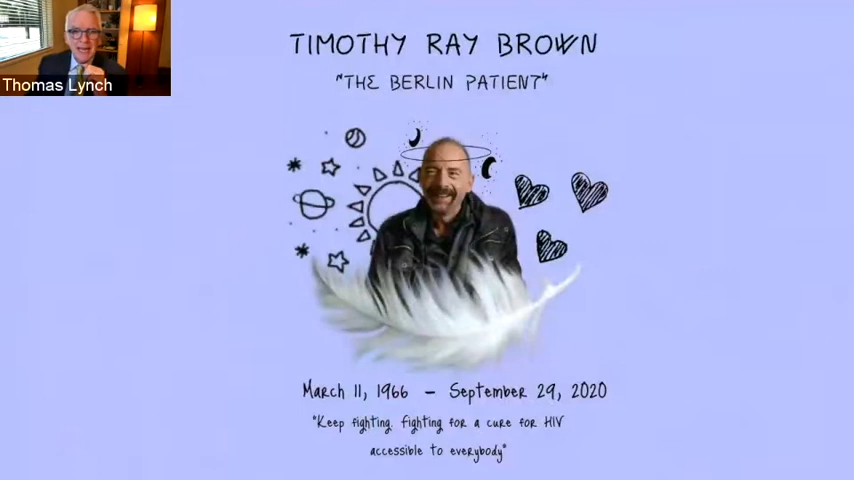 Thomas Lynch
TIMOTHY RAY BROWN
"THE BERLIN PATIENT"
March 11, 1966 - September 29, 2020
"Keep fighting. fighting for a cure for HIV
accessible to everybody"